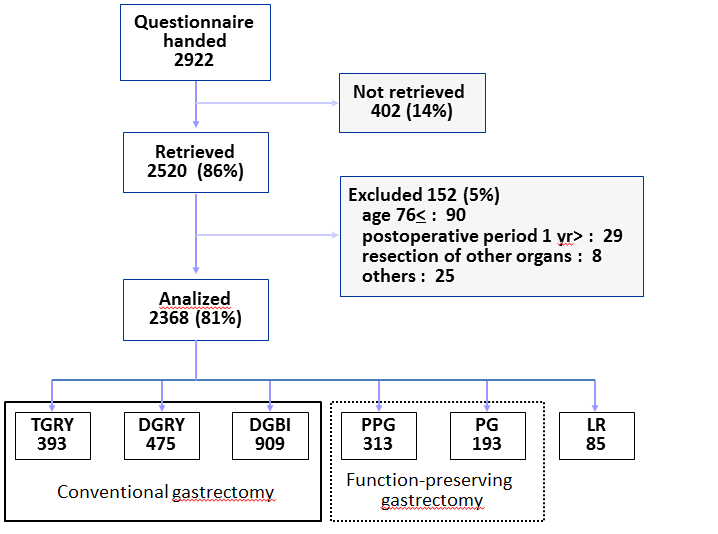 Questionnaire
handed
2922
Not retrieved
402 (14%)
Retrieved
2520 (86%)
Excluded 152 (5%)
age 76≤ : 90
postoperative period 1 yr> : 29
resection of other organs : 8
others : 25
Analized
2368 (81%)
TGRY
393
DGRY
475
DGBI
909
PPG
313
PG
193
LR
85
Conventional gastrectomy
Function-preserving
gastrectomy